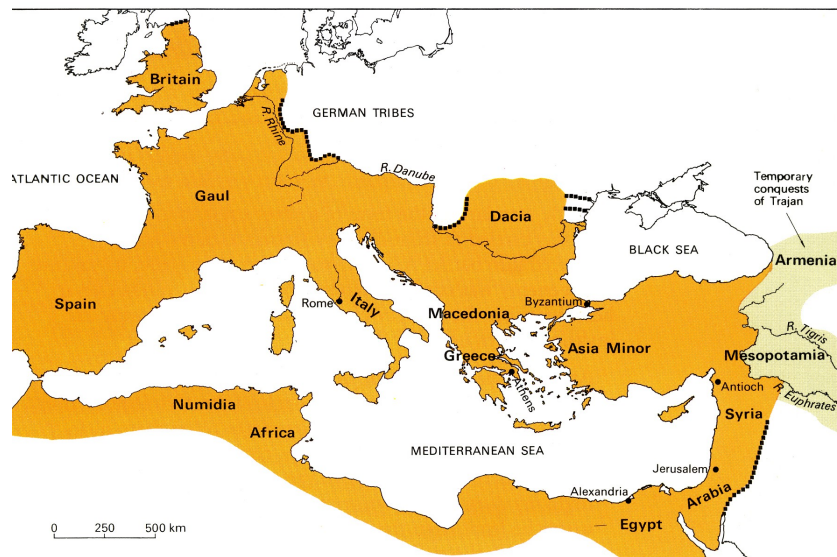 Britain
GERMAN TRIBES
R. Rhine
R. Danube
ATLANTIC OCEAN
Gaul
Dacia
Temporary
conquests
of Trajan
BLACK SEA
Armenia
Spain
Rome
Italy
Macedonia
Byzantium
R. Tigris
Greece
Asia Minor
Mesopotamia
Athens
Antioch
R. Euphrates
Numidia
Syria
Africa
MEDITERRANEAN SEA
Jerusalem
Alexandria
Arabia
Egypt
0 250 500 km